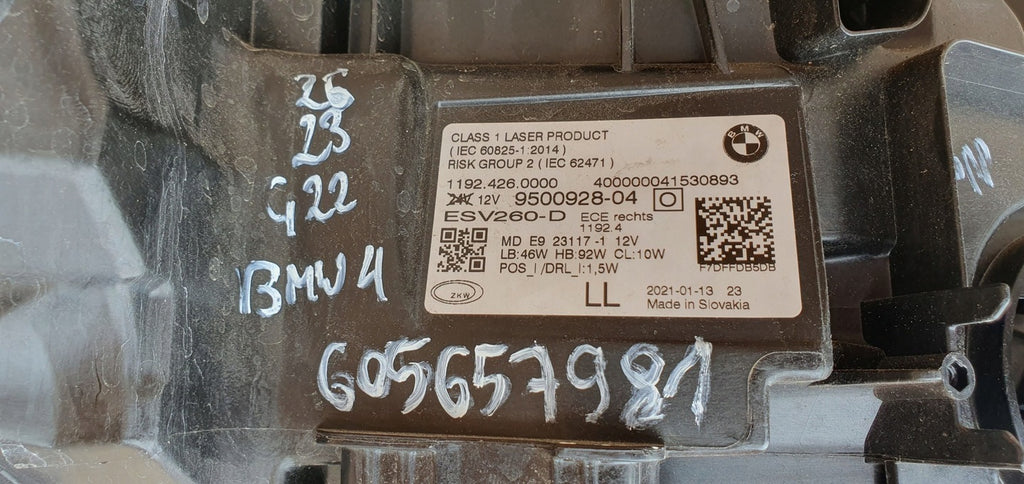 26
23
G22
BMW 4
CLASS 1 LASER PRODUCT
( IEC 60825-1:2014 )
RISK GROUP 2 ( IEC 62471 )
1192.426.0000 400000041530893
24V 12V 9500928-04
ESV260-D ECE rechts
1192.4
MD E9 23117 -1 12V
LB:46W HB:92W CL:10W
POS_I /DRL_I:1,5W
F7DFFDB5DB
ZKW
LL
2021-01-13 23
Made in Slovakia
BMW
605657981